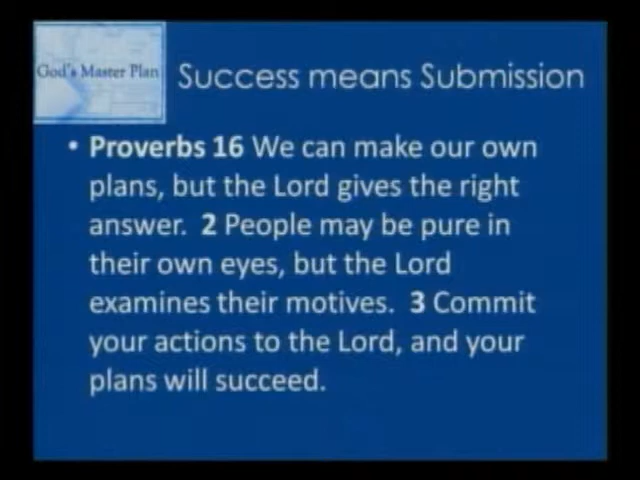 God's Master Plan
Success means Submission
• Proverbs 16 We can make our own
plans, but the Lord gives the right
answer. 2 People may be pure in
their own eyes, but the Lord
examines their motives. 3 Commit
your actions to the Lord, and your
plans will succeed.